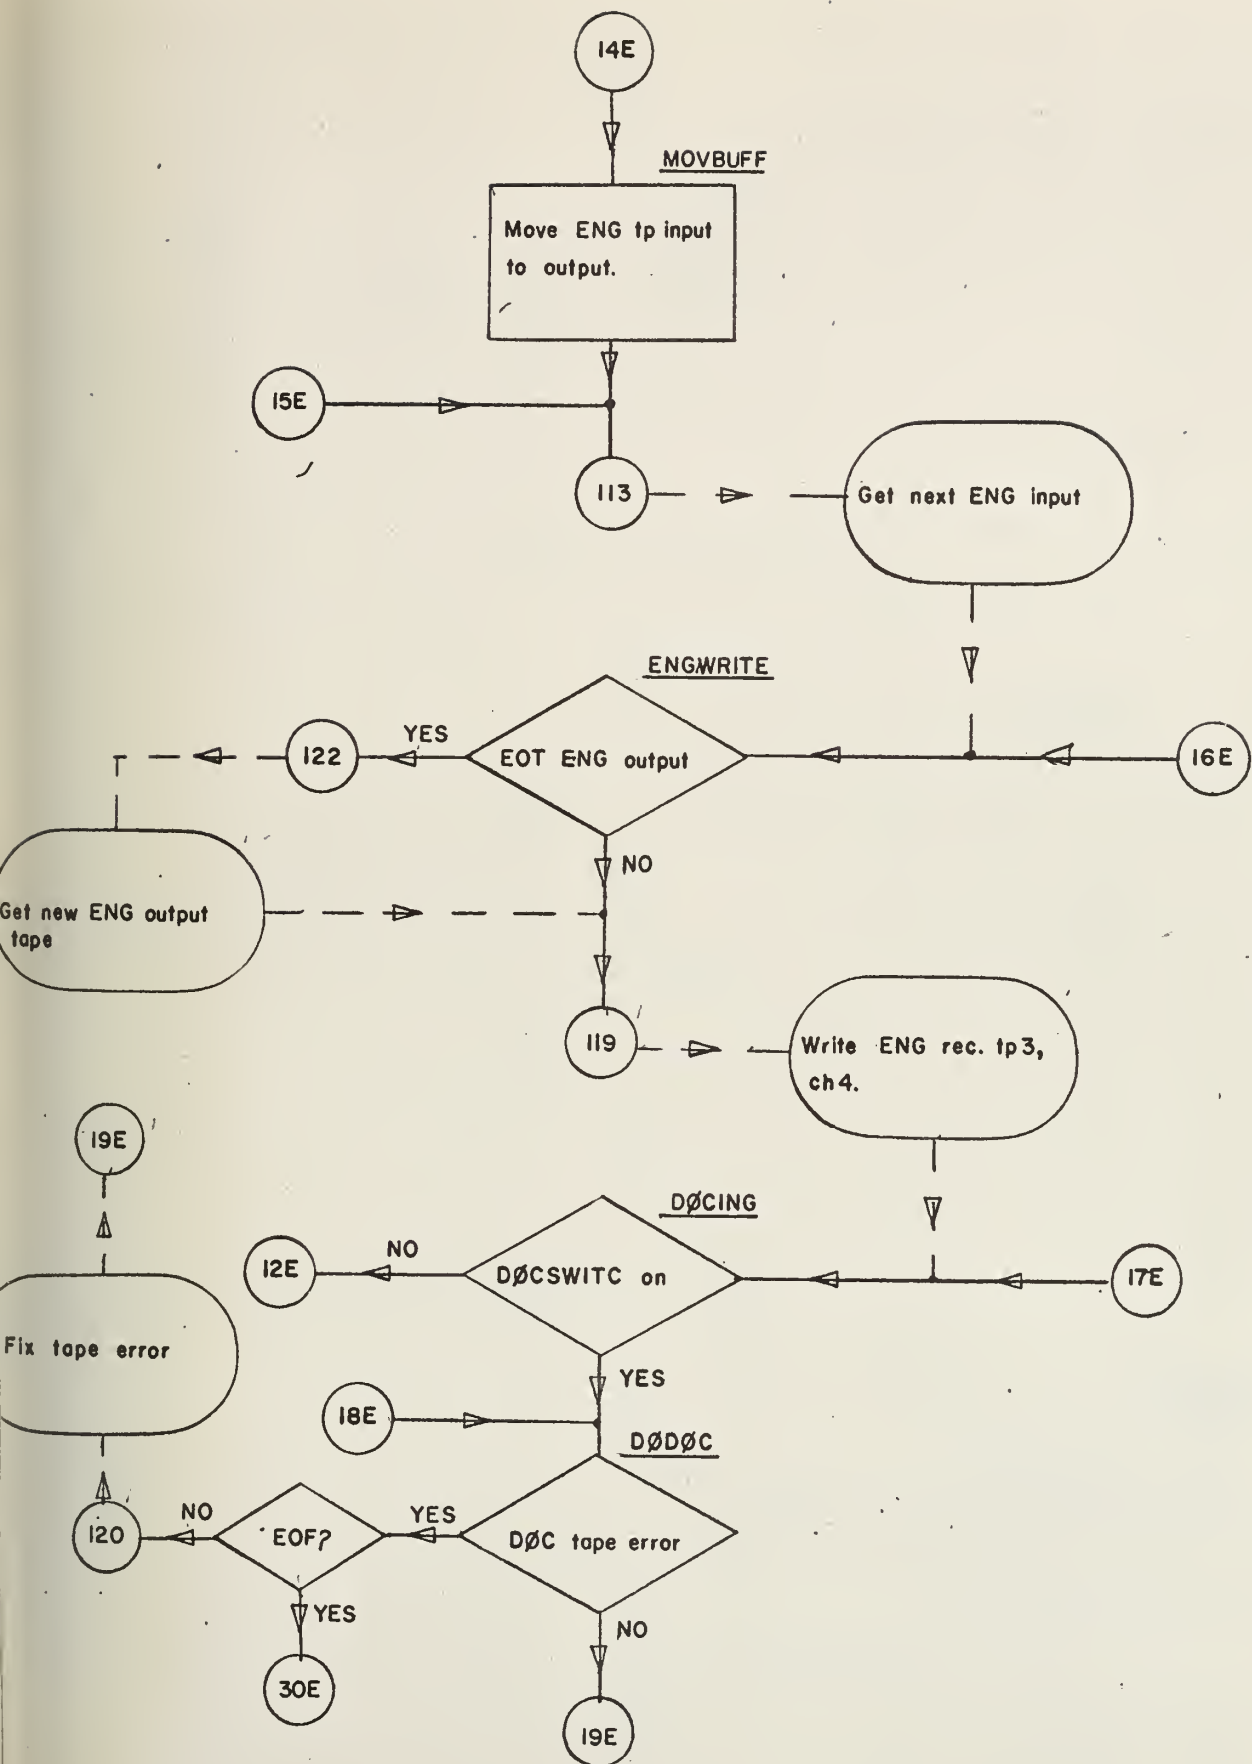 14E
MOVBUFF
Move ENG tp input
to output.
15E
113
Get next ENG input
ENGWRITE
YES
122
EOT ENG output
16E
NO
Get new ENG output
tape
119
Write ENG rec. tp3,
ch4.
19E
DØCING
NO
12E
DØCSWITC on
17E
Fix tape error
YES
18E
DØDØC
NO
YES
120
EOF?
DØC tape error
YES
NO
30E
19E